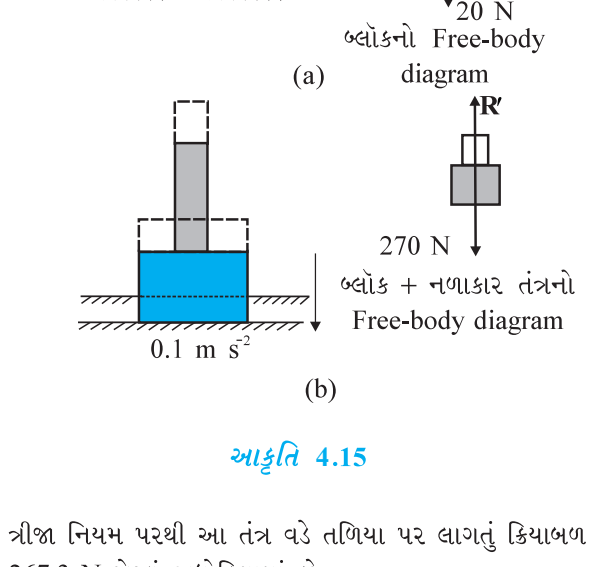 20 N
બ્લૉકનો Free-body
diagram
(a)
R′
270 N
બ્લૉક + નળાકાર તંત્રનો
Free-body diagram
0.1 m s⁻²
(b)
આકૃતિ 4.15
ત્રીજા નિયમ પરથી આ તંત્ર વડે તળિયા પર લાગતું ક્રિયાબળ